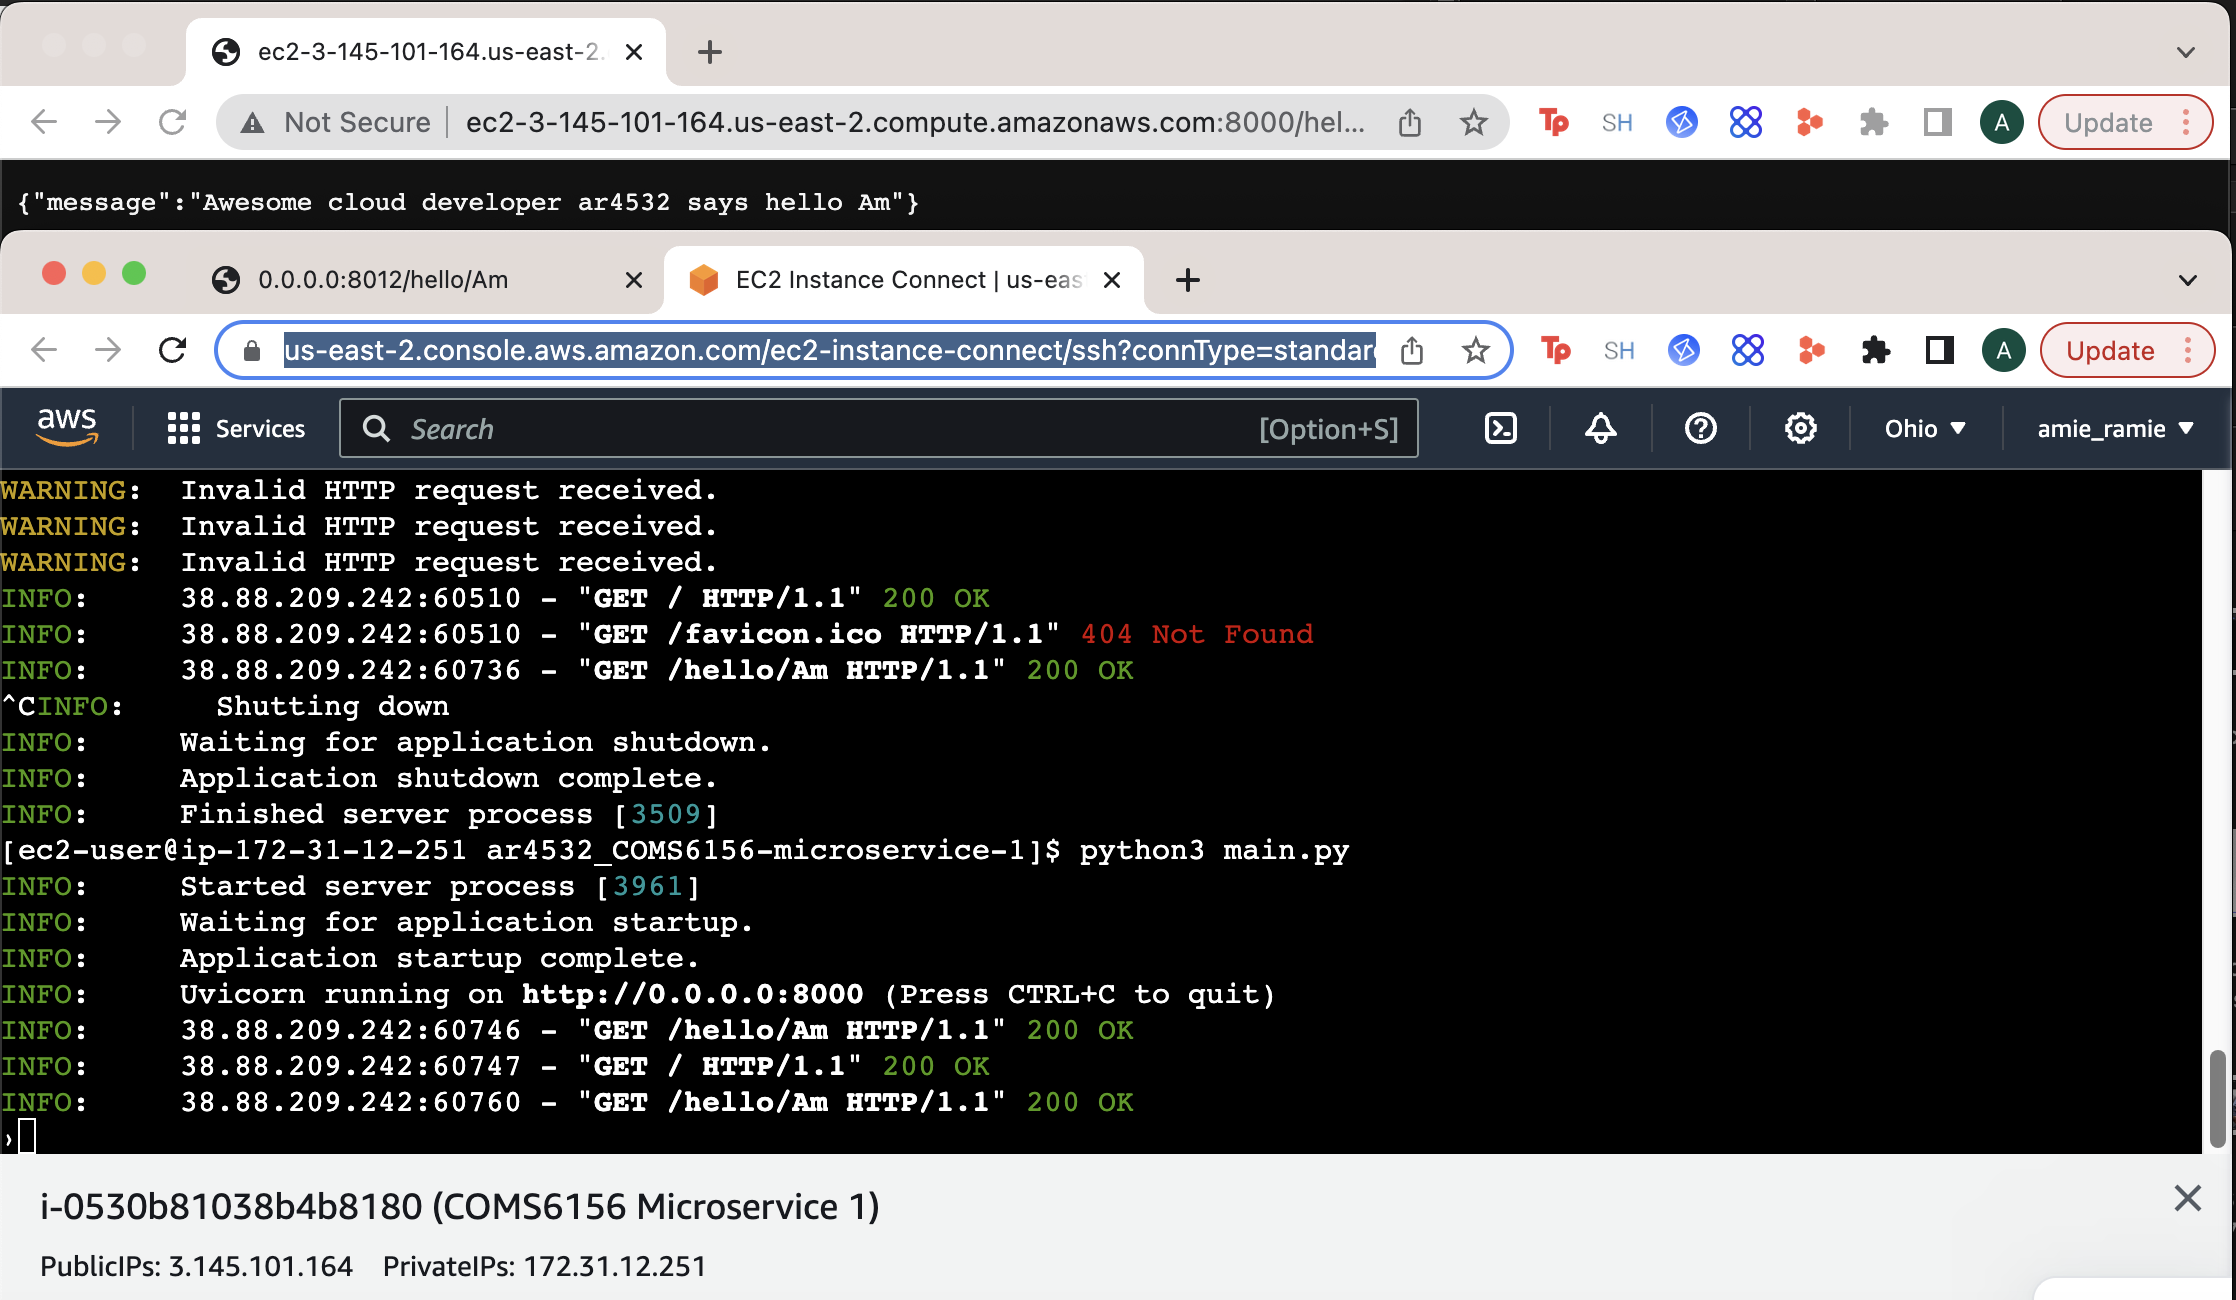 ec2-3-145-101-164.us-east-2.
Not Secure ec2-3-145-101-164.us-east-2.compute.amazonaws.com:8000/hel... Tp SH A Update
{"message":"Awesome cloud developer ar4532 says hello Am"}
0.0.0.0:8012/hello/Am EC2 Instance Connect | us-eas
us-east-2.console.aws.amazon.com/ec2-instance-connect/ssh?connType=standar Tp SH A Update
aws Services Search [Option+S] Ohio amie_ramie
WARNING: Invalid HTTP request received.
WARNING: Invalid HTTP request received.
WARNING: Invalid HTTP request received.
INFO: 38.88.209.242:60510 - "GET / HTTP/1.1" 200 OK
INFO: 38.88.209.242:60510 - "GET /favicon.ico HTTP/1.1" 404 Not Found
INFO: 38.88.209.242:60736 - "GET /hello/Am HTTP/1.1" 200 OK
^CINFO: Shutting down
INFO: Waiting for application shutdown.
INFO: Application shutdown complete.
INFO: Finished server process [3509]
[ec2-user@ip-172-31-12-251 ar4532_COMS6156-microservice-1]$ python3 main.py
INFO: Started server process [3961]
INFO: Waiting for application startup.
INFO: Application startup complete.
INFO: Uvicorn running on http://0.0.0.0:8000 (Press CTRL+C to quit)
INFO: 38.88.209.242:60746 - "GET /hello/Am HTTP/1.1" 200 OK
INFO: 38.88.209.242:60747 - "GET / HTTP/1.1" 200 OK
INFO: 38.88.209.242:60760 - "GET /hello/Am HTTP/1.1" 200 OK
i-0530b81038b4b8180 (COMS6156 Microservice 1)
PublicIPs: 3.145.101.164 PrivateIPs: 172.31.12.251